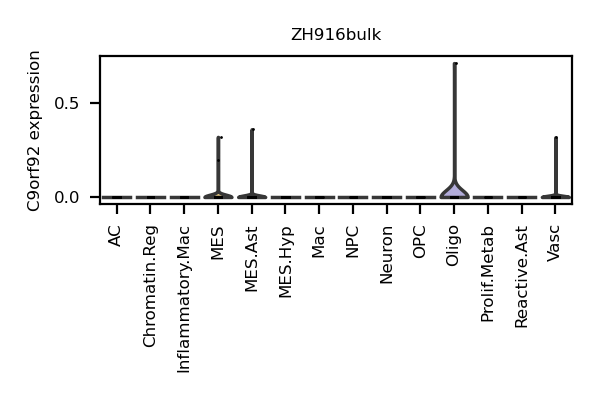 ZH916bulk
C9orf92 expression
0.5
0.0
AC
Chromatin.Reg
Inflammatory.Mac
MES
MES.Ast
MES.Hyp
Mac
NPC
Neuron
OPC
Oligo
Prolif.Metab
Reactive.Ast
Vasc